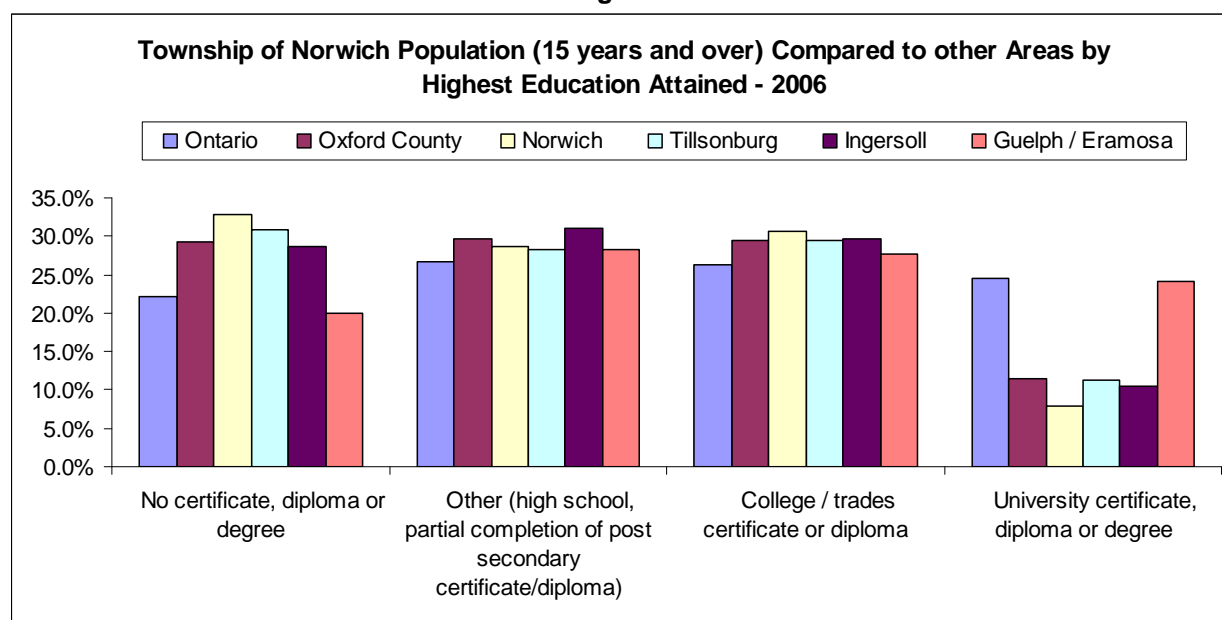 Township of Norwich Population (15 years and over) Compared to other Areas by
Highest Education Attained - 2006
Ontario Oxford County Norwich Tillsonburg Ingersoll Guelph / Eramosa
35.0%
30.0%
25.0%
20.0%
15.0%
10.0%
5.0%
0.0%
No certificate, diploma or
degree
Other (high school,
partial completion of post
secondary
certificate/diploma)
College / trades
certificate or diploma
University certificate,
diploma or degree